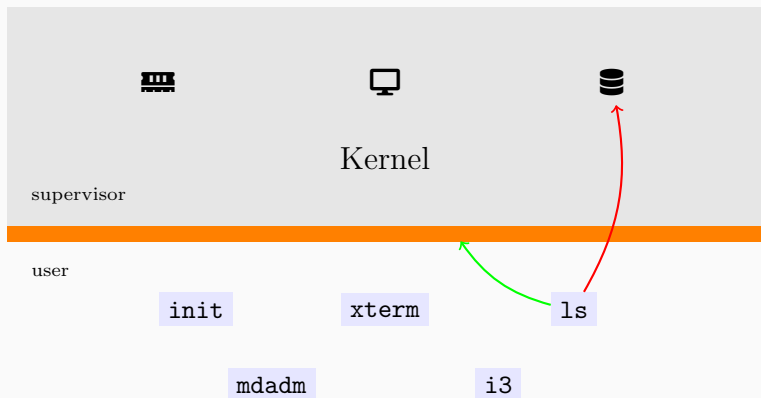 Kernel
supervisor
user
init
xterm
ls
mdadm
i3